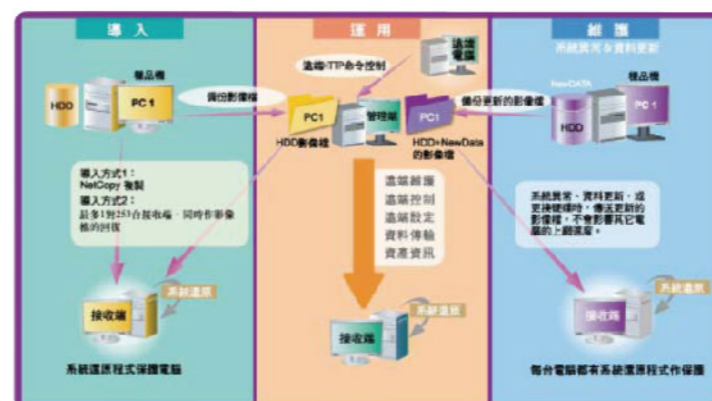 導入
樣品機
HDD
PC 1
備份影像檔
導入方式1：
NetCopy 複製
導入方式2：
最多1對253台接收端，同時作影像
檔的回復
接收端
系統還原
系統還原程式保護電腦
運用
遠端
電腦
遠端HTTP命令控制
PC1
HDD影像檔
管理端
PC1
HDD+NewData
的影像檔
遠端維護
遠端控制
遠端設定
資料傳輸
資產資訊
接收端
系統還原
維護
系統異常&資料更新
NewDATA
樣品機
HDD
PC 1
備份更新的影像檔
系統異常、資料更新，或
更換硬碟時，傳送更新的
影像檔，不會影響其它電
腦的上網速度。
接收端
系統還原
每台電腦都有系統還原程式作保護